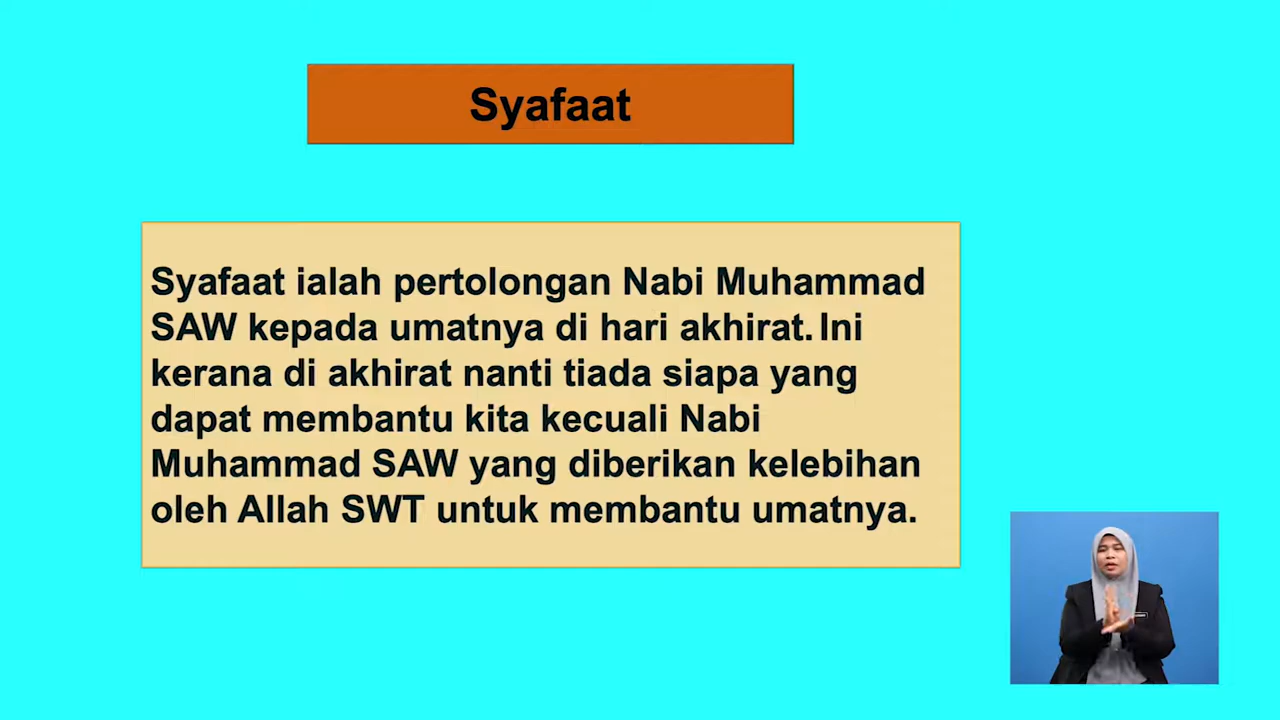 Syafaat
Syafaat ialah pertolongan Nabi Muhammad
SAW kepada umatnya di hari akhirat. Ini
kerana di akhirat nanti tiada siapa yang
dapat membantu kita kecuali Nabi
Muhammad SAW yang diberikan kelebihan
oleh Allah SWT untuk membantu umatnya.